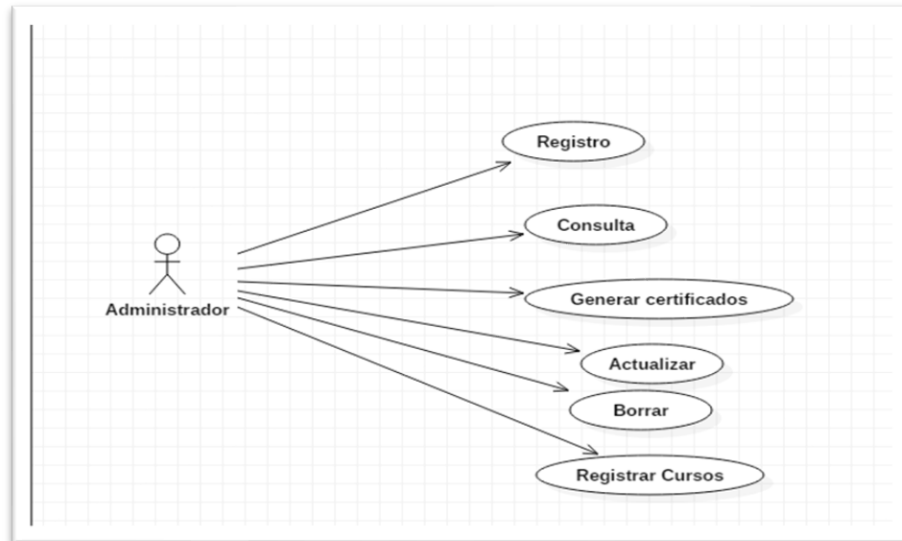 Registro
Consulta
Administrador
Generar certificados
Actualizar
Borrar
Registrar Cursos